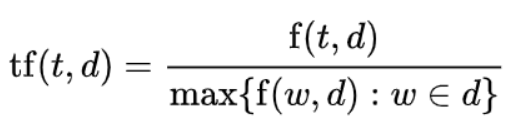 tf(t, d) = f(t, d) / max{f(w, d) : w ∈ d}